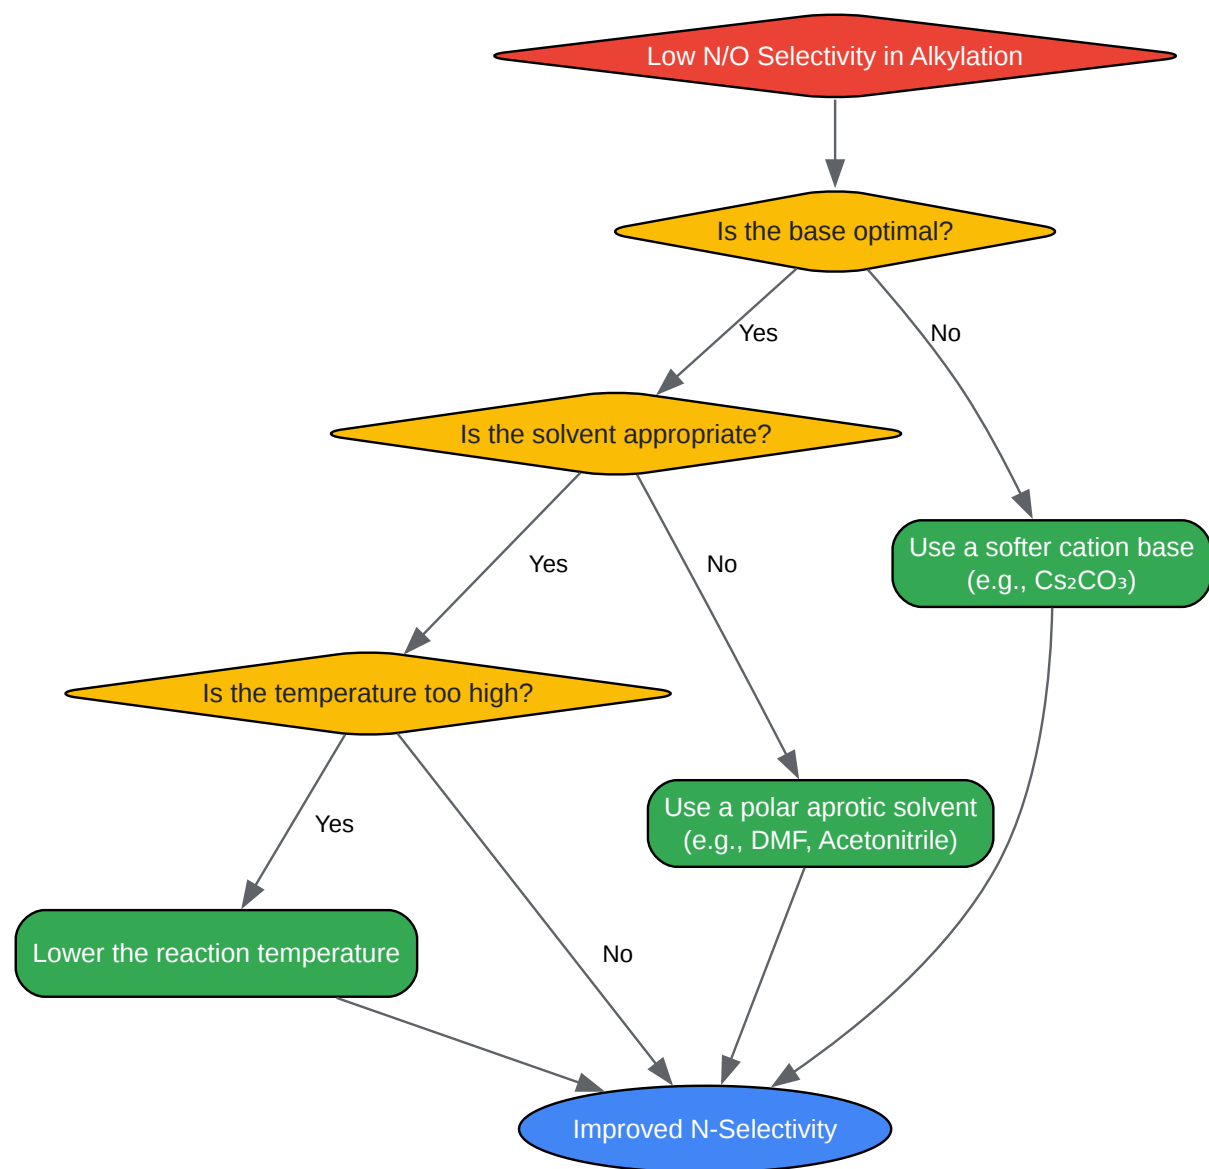 Low N/O Selectivity in Alkylation
Is the base optimal?
Yes
No
Is the solvent appropriate?
Use a softer cation base
(e.g., Cs₂CO₃)
Yes
No
Is the temperature too high?
Use a polar aprotic solvent
(e.g., DMF, Acetonitrile)
Yes
Lower the reaction temperature
No
Improved N-Selectivity